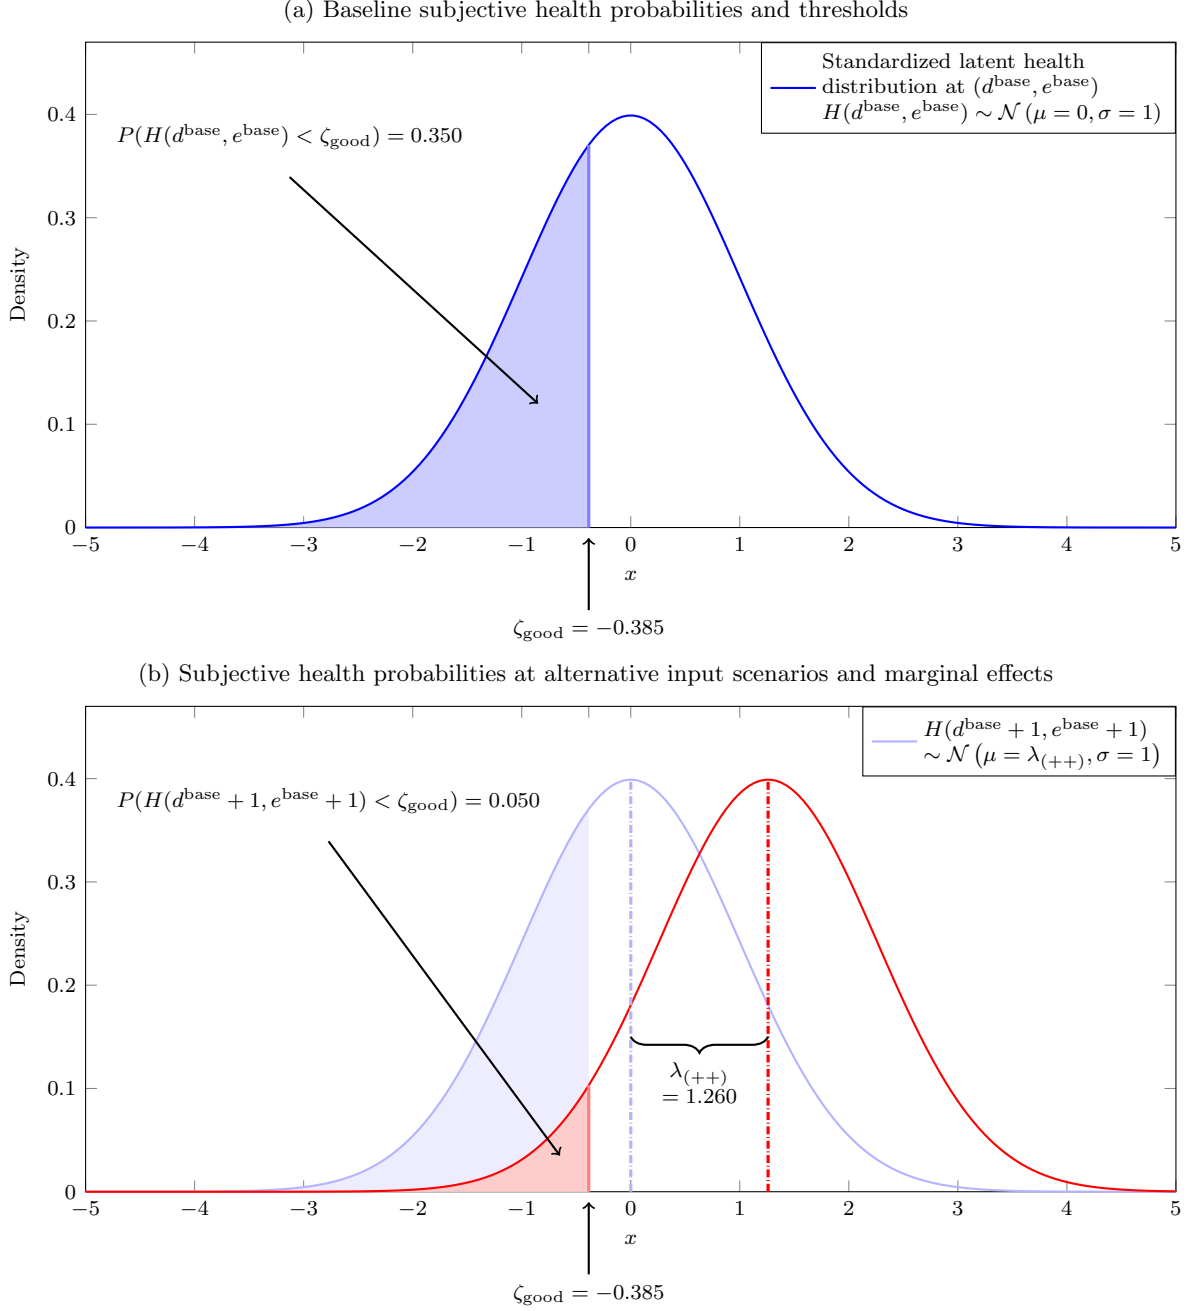 (a) Baseline subjective health probabilities and thresholds
Standardized latent health
distribution at (d^base, e^base)
H(d^base, e^base) ∼ 𝒩(μ = 0, σ = 1)
P(H(d^base, e^base) < ζ_good) = 0.350
Density
0.4
0.3
0.2
0.1
0
−5 −4 −3 −2 −1 0 1 2 3 4 5
x
ζ_good = −0.385
(b) Subjective health probabilities at alternative input scenarios and marginal effects
H(d^base + 1, e^base + 1)
∼ 𝒩(μ = λ_(++), σ = 1)
P(H(d^base + 1, e^base + 1) < ζ_good) = 0.050
Density
0.4
0.3
0.2
0.1
0
λ_(++)
= 1.260
−5 −4 −3 −2 −1 0 1 2 3 4 5
x
ζ_good = −0.385